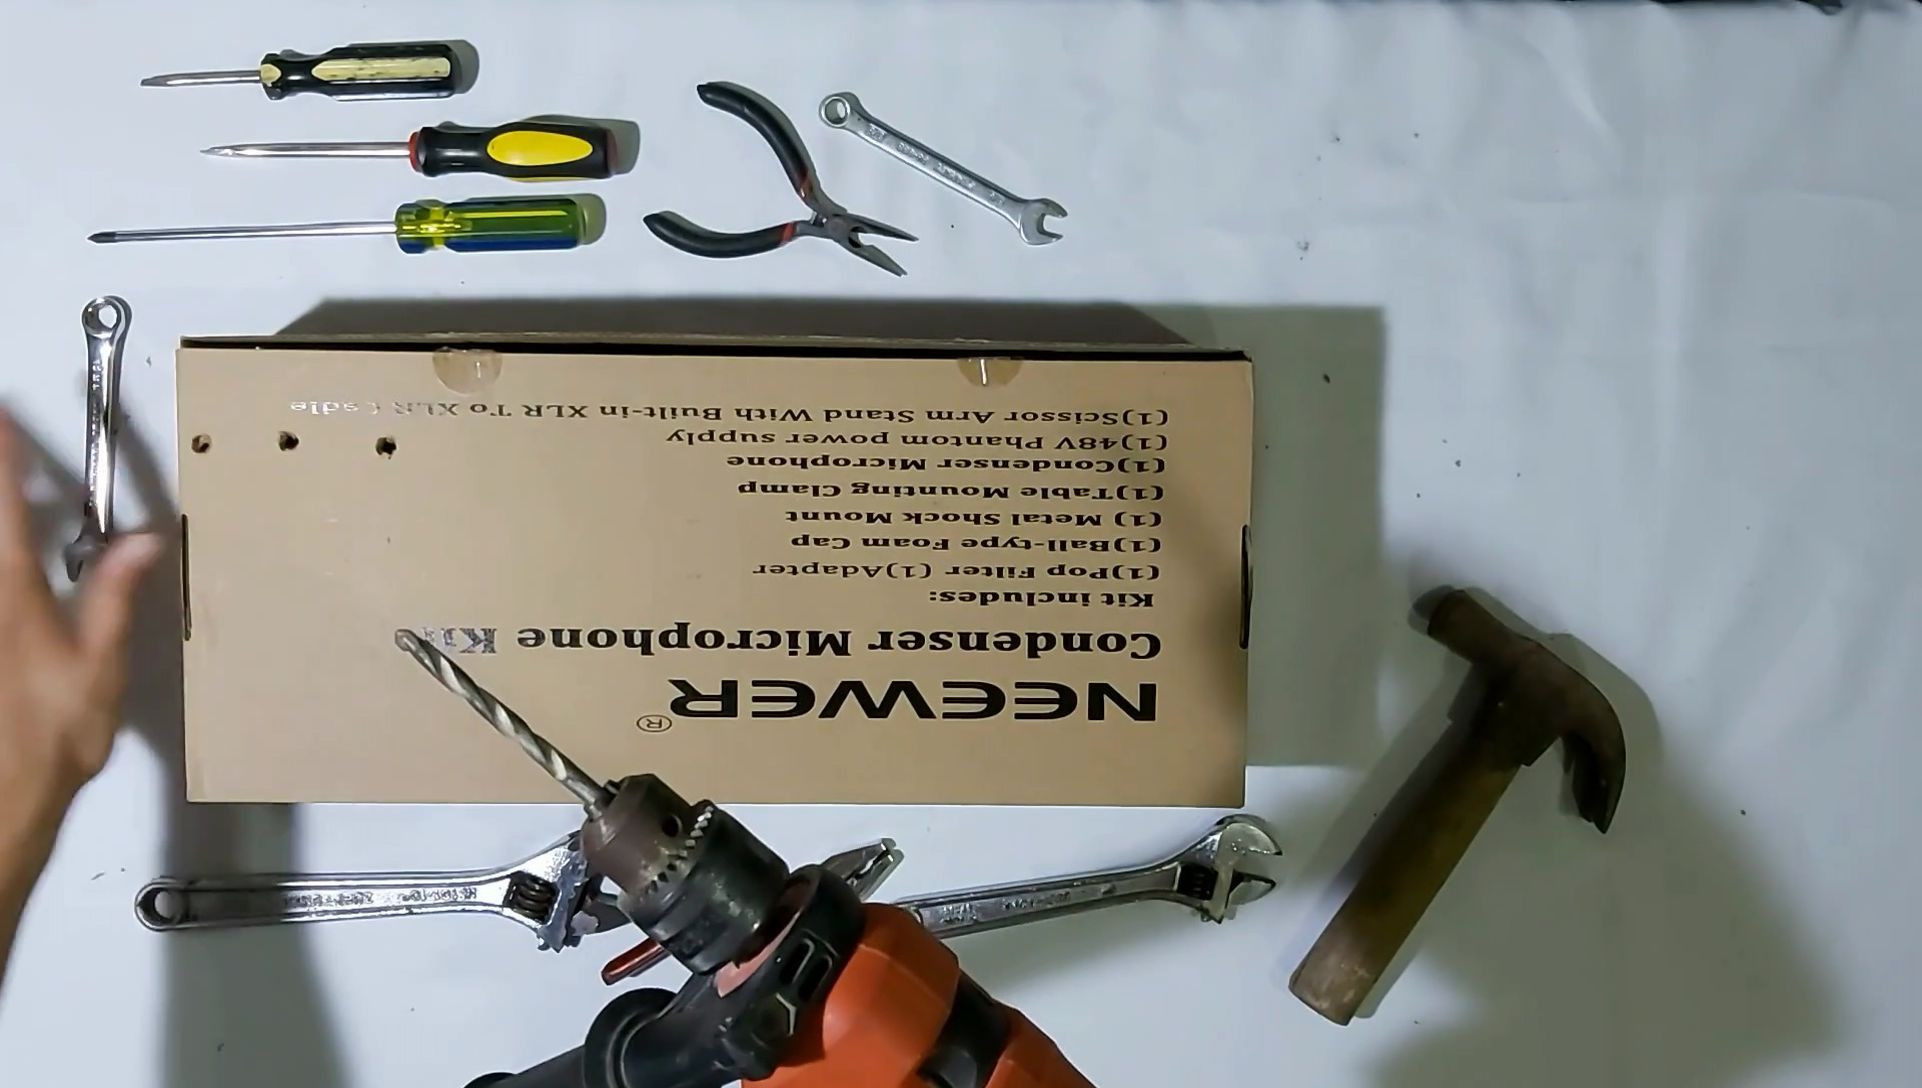 NEEWER®
Condenser Microphone Kit
Kit includes:
(1)Pop Filter (1)Adapter
(1)Ball-type Foam Cap
(1) Metal Shock Mount
(1)Table Mounting Clamp
(1)Condenser Microphone
(1)48V Phantom power supply
(1)Scissor Arm Stand With Built-in XLR To XLR Cadle